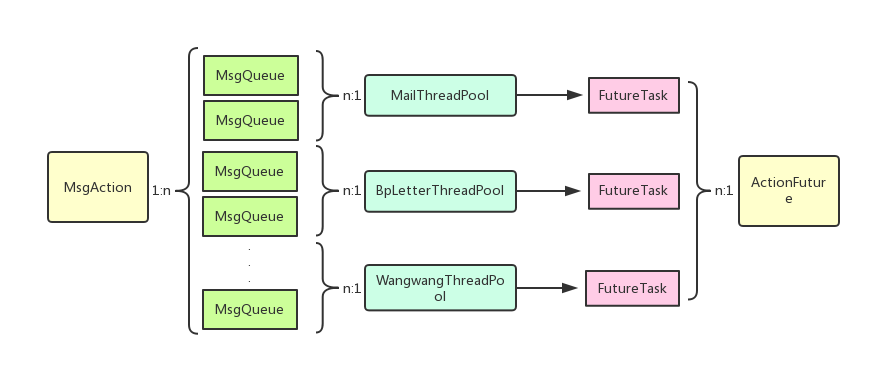 MsgQueue
MsgQueue
n:1
MailThreadPool
FutureTask
MsgAction
1:n
MsgQueue
MsgQueue
n:1
BpLetterThreadPool
FutureTask
n:1
ActionFutur
e
.
.
.
MsgQueue
n:1
WangwangThreadPo
ol
FutureTask